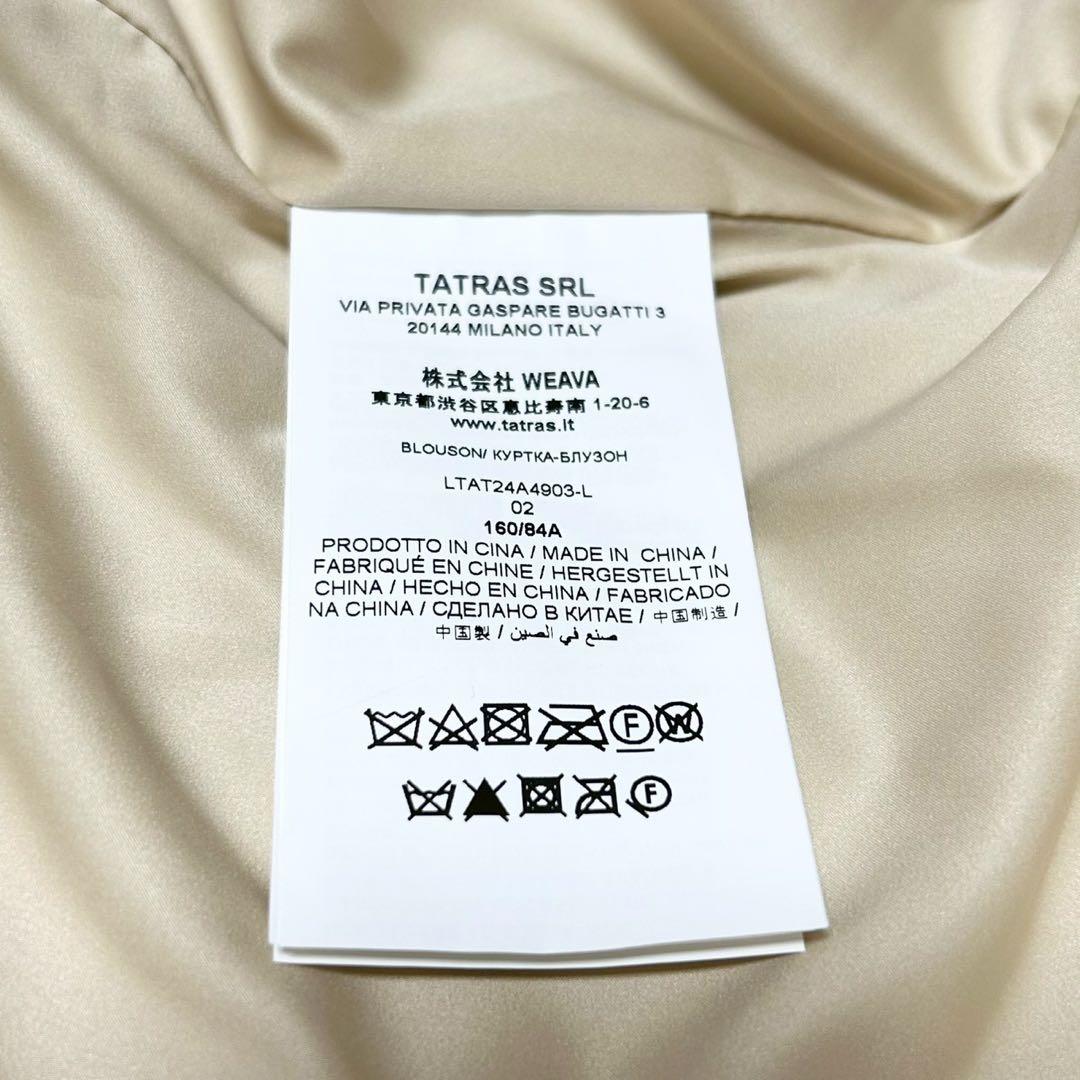 TATRAS SRL
VIA PRIVATA GASPARE BUGATTI 3
20144 MILANO ITALY
株式会社 WEAVA
東京都渋谷区恵比寿南 1-20-6
www.tatras.it
BLOUSON/ КУРТКА-БЛУЗОН
LTAT24A4903-L
02
160/84A
PRODOTTO IN CINA / MADE IN CHINA /
FABRIQUÉ EN CHINE / HERGESTELLT IN
CHINA / HECHO EN CHINA / FABRICADO
NA CHINA / СДЕЛАНО В КИТАЕ / 中国制造 /
中国製 / صنع في الصين
F W
F